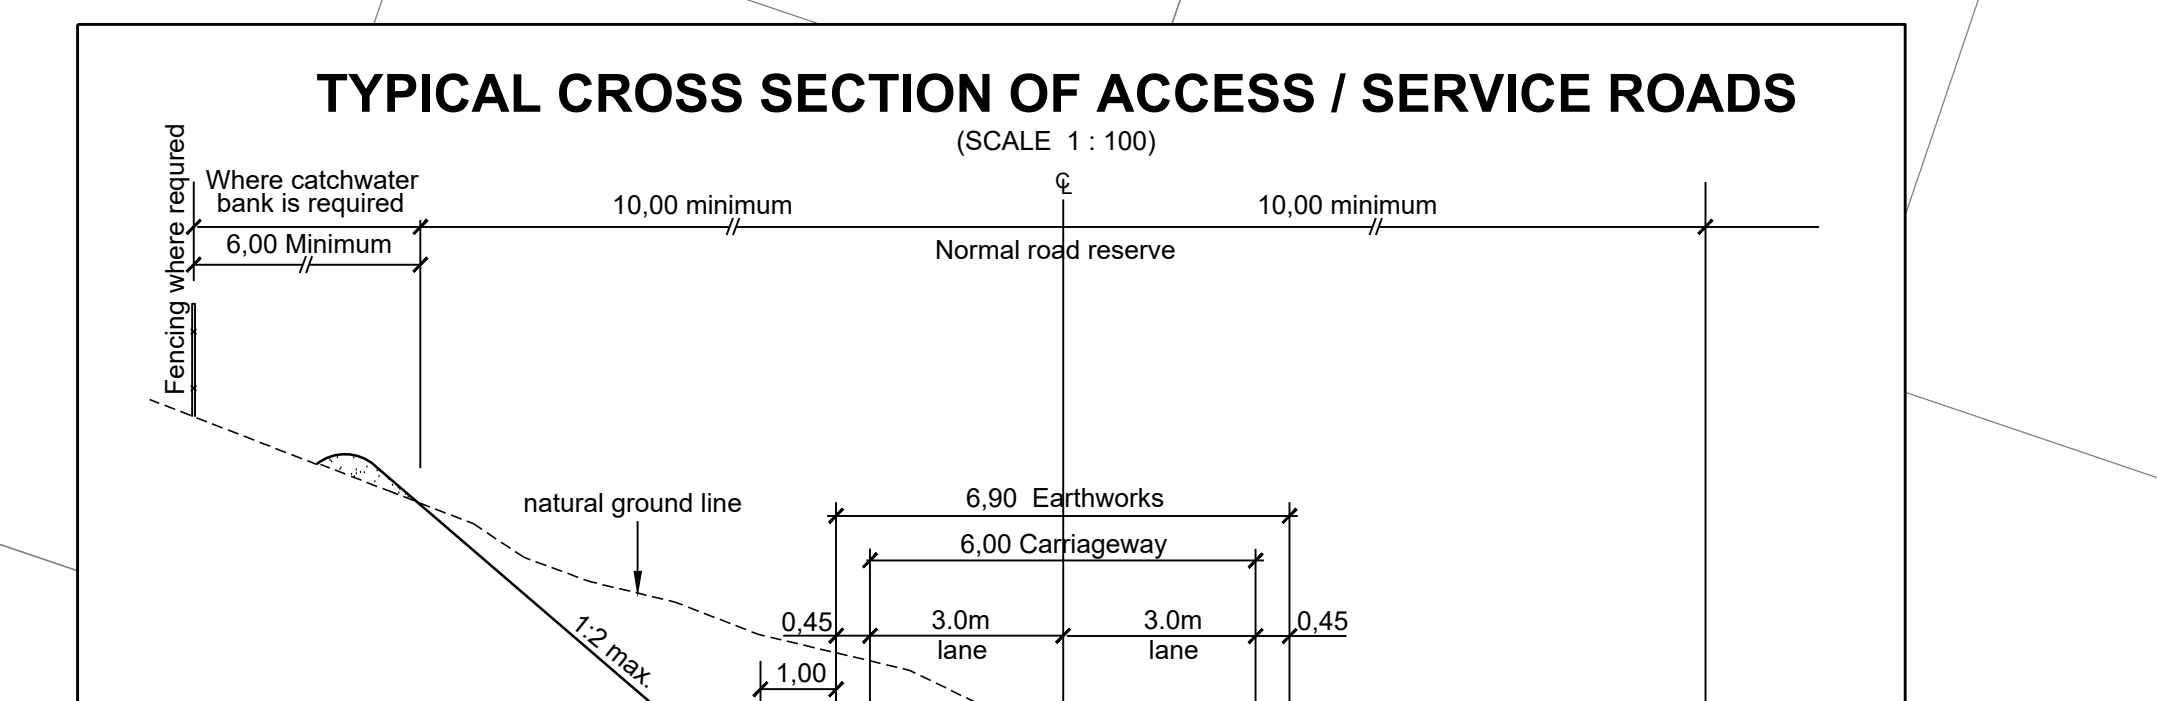 TYPICAL CROSS SECTION OF ACCESS / SERVICE ROADS
(SCALE 1 : 100)
Fencing where requred
Where catchwater
bank is required
6,00 Minimum
10,00 minimum
℄
10,00 minimum
Normal road reserve
natural ground line
6,90 Earthworks
6,00 Carriageway
0,45
3.0m
lane
3.0m
lane
0,45
1:2 max.
1,00